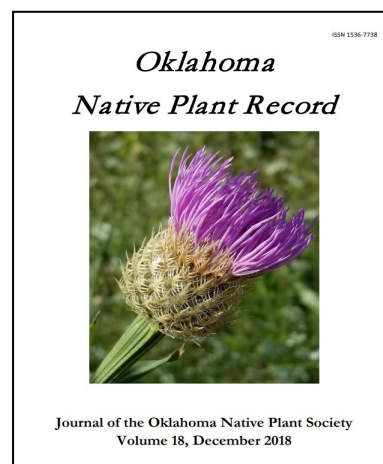 ISSN 1536-7738
Oklahoma
Native Plant Record
Journal of the Oklahoma Native Plant Society
Volume 18, December 2018